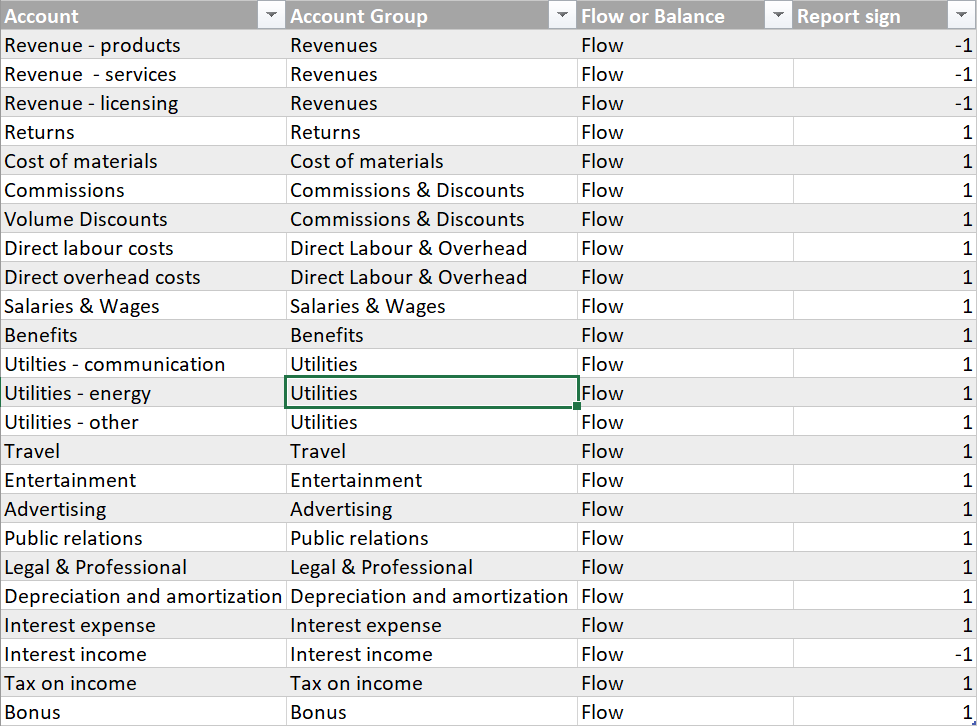 Account Account Group Flow or Balance Report sign
Revenue - products Revenues Flow -1
Revenue  - services Revenues Flow -1
Revenue - licensing Revenues Flow -1
Returns Returns Flow 1
Cost of materials Cost of materials Flow 1
Commissions Commissions & Discounts Flow 1
Volume Discounts Commissions & Discounts Flow 1
Direct labour costs Direct Labour & Overhead Flow 1
Direct overhead costs Direct Labour & Overhead Flow 1
Salaries & Wages Salaries & Wages Flow 1
Benefits Benefits Flow 1
Utilties - communication Utilities Flow 1
Utilities - energy Utilities Flow 1
Utilities - other Utilities Flow 1
Travel Travel Flow 1
Entertainment Entertainment Flow 1
Advertising Advertising Flow 1
Public relations Public relations Flow 1
Legal & Professional Legal & Professional Flow 1
Depreciation and amortization Depreciation and amortization Flow 1
Interest expense Interest expense Flow 1
Interest income Interest income Flow -1
Tax on income Tax on income Flow 1
Bonus Bonus Flow 1